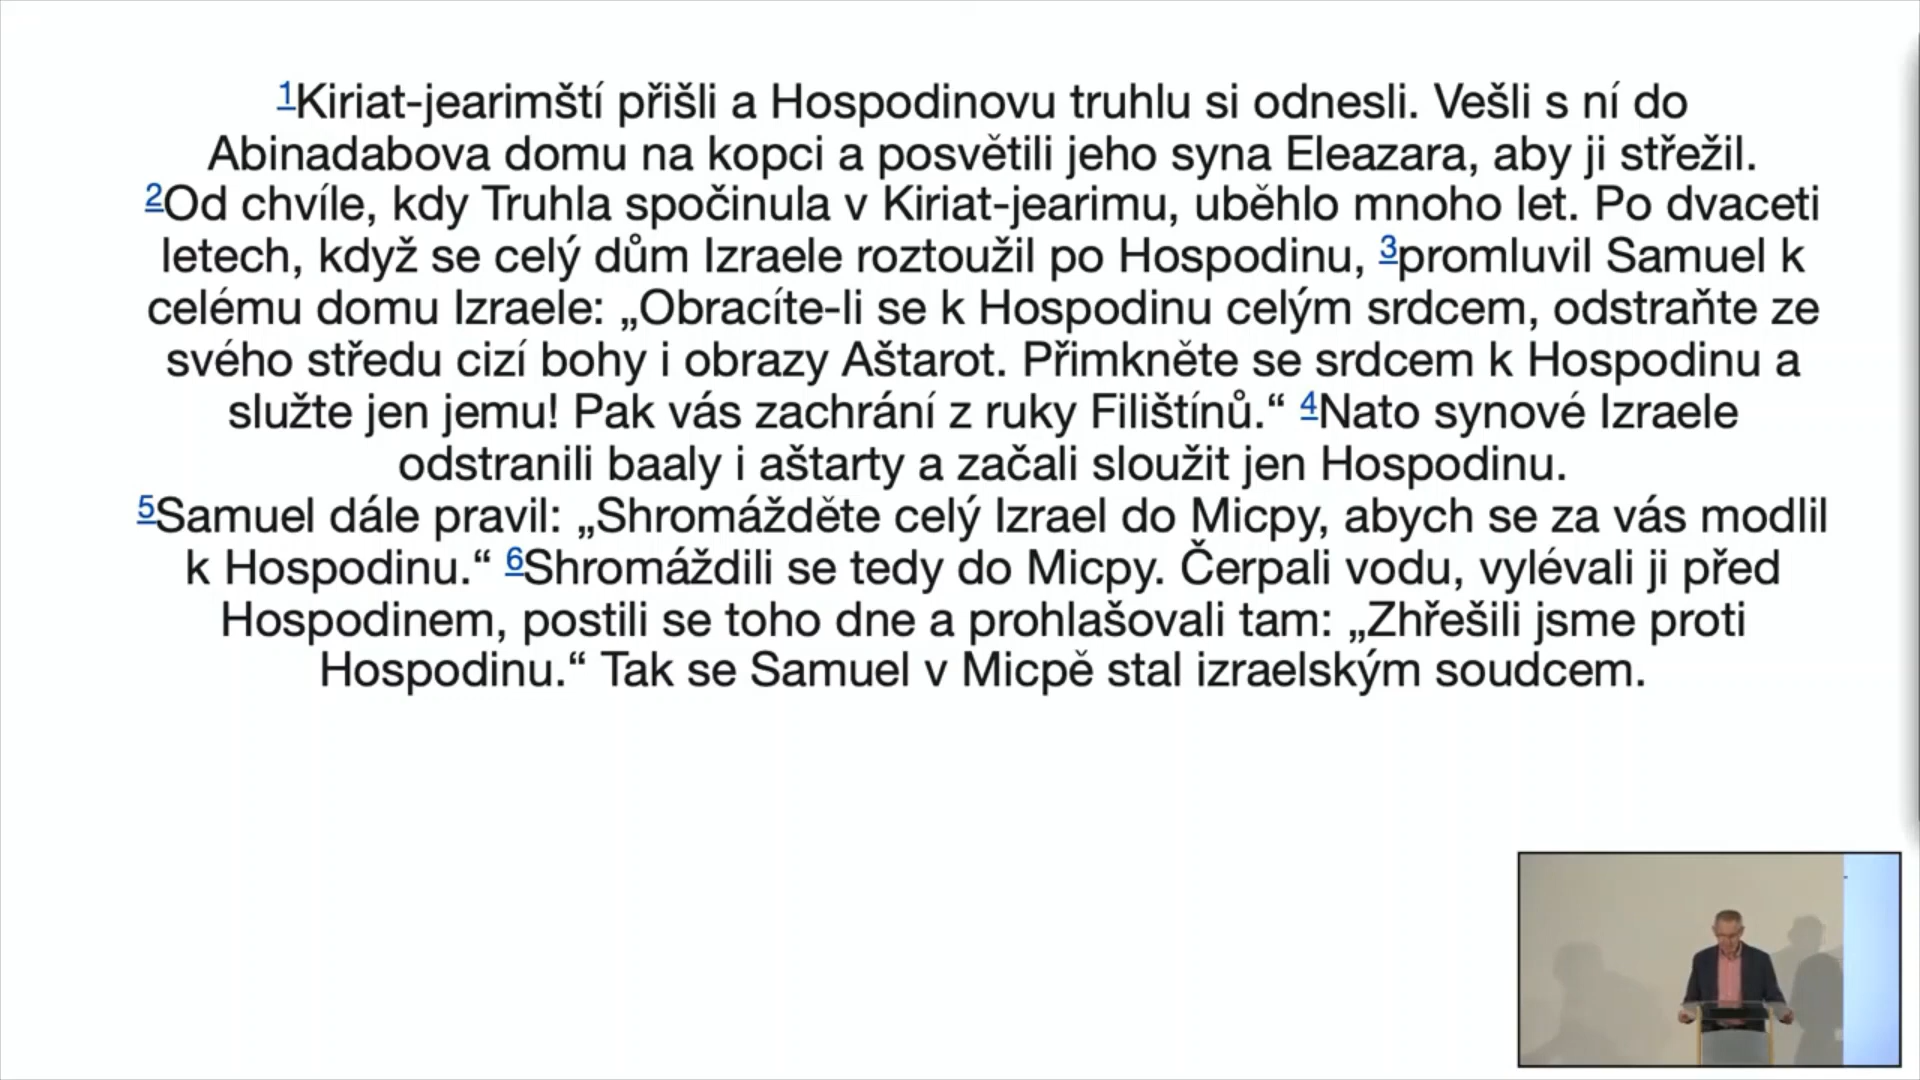 1Kiriat-jearimští přišli a Hospodinovu truhlu si odnesli. Vešli s ní do
Abinadabova domu na kopci a posvětili jeho syna Eleazara, aby ji střežil.
2Od chvíle, kdy Truhla spočinula v Kiriat-jearimu, uběhlo mnoho let. Po dvaceti
letech, když se celý dům Izraele roztoužil po Hospodinu, 3promluvil Samuel k
celému domu Izraele: „Obracíte-li se k Hospodinu celým srdcem, odstraňte ze
svého středu cizí bohy i obrazy Aštarot. Přimkněte se srdcem k Hospodinu a
služte jen jemu! Pak vás zachrání z ruky Filištínů.“ 4Nato synové Izraele
odstranili baaly i aštarty a začali sloužit jen Hospodinu.
5Samuel dále pravil: „Shromážděte celý Izrael do Micpy, abych se za vás modlil
k Hospodinu.“ 6Shromáždili se tedy do Micpy. Čerpali vodu, vylévali ji před
Hospodinem, postili se toho dne a prohlašovali tam: „Zhřešili jsme proti
Hospodinu.“ Tak se Samuel v Micpě stal izraelským soudcem.